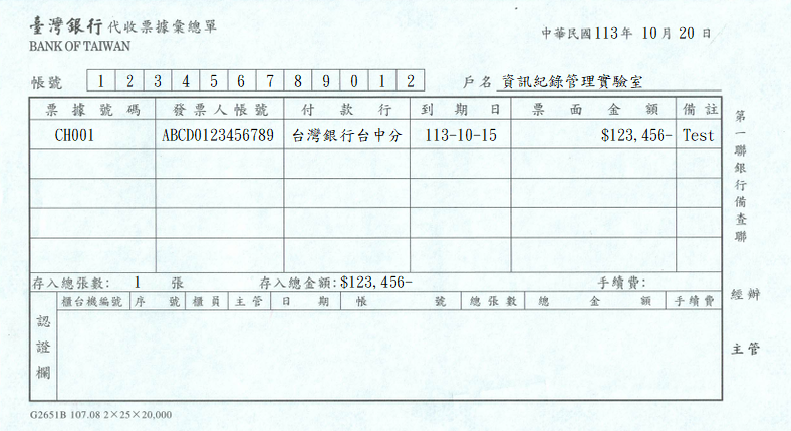 臺灣銀行代收票據彙總單
BANK OF TAIWAN
中華民國113年 10 月 20 日
帳號 1 2 3 4 5 6 7 8 9 0 1 2 戶名 資訊紀錄管理實驗室
票據號碼 發票人帳號 付款行 到期日 票面金額 備註
CH001 ABCD0123456789 台灣銀行台中分 113-10-15 $123,456- Test
存入總張數: 1 張 存入總金額:$123,456- 手續費:
櫃台機編號 序號 櫃員 主管 日期 帳號 總張數 總金額 手續費
認證欄
第一聯銀行備查聯
經辦
主管
G2651B 107.08 2×25×20,000